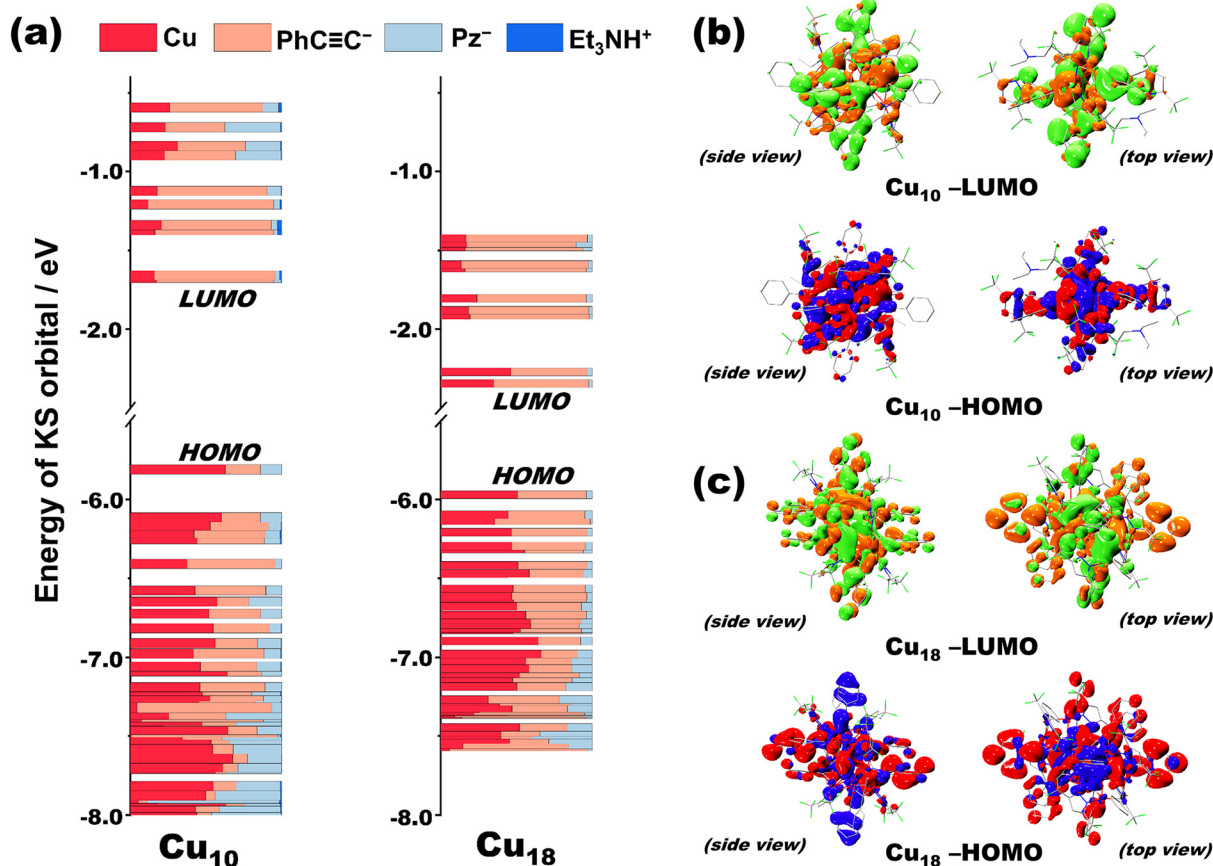 (a) Cu PhC≡C⁻ Pz⁻ Et₃NH⁺
Energy of KS orbital / eV
-1.0
-2.0
-6.0
-7.0
-8.0
LUMO
HOMO
Cu₁₀
-1.0
-2.0
-6.0
-7.0
-8.0
LUMO
HOMO
Cu₁₈
(b)
(side view) (top view)
Cu₁₀ –LUMO
(side view) (top view)
Cu₁₀ –HOMO
(c)
(side view) (top view)
Cu₁₈ –LUMO
(side view) (top view)
Cu₁₈ –HOMO